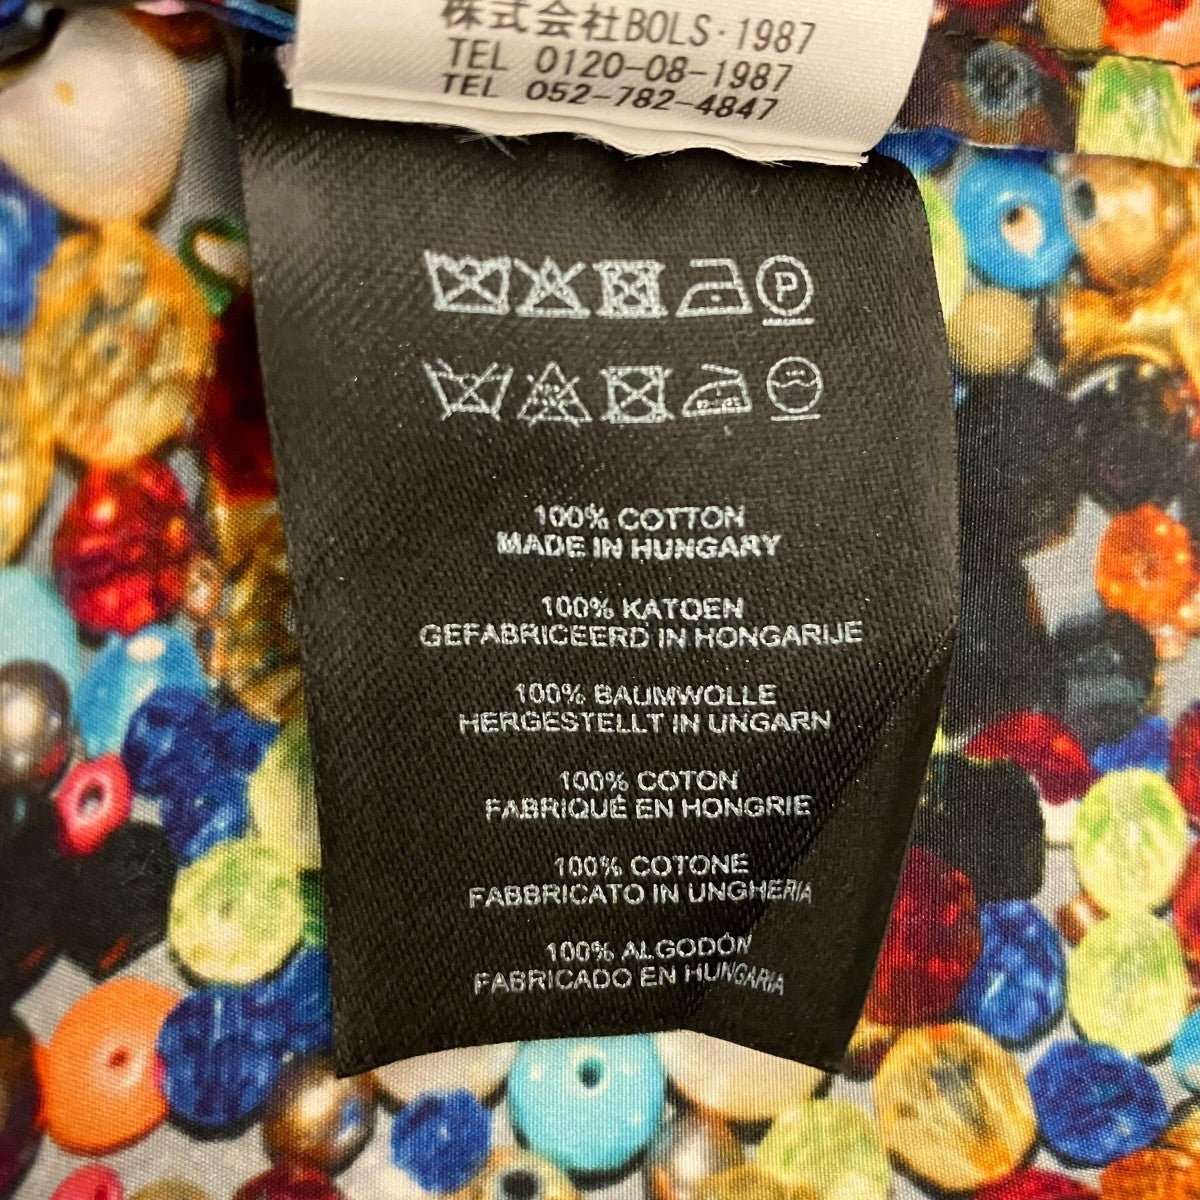 株式会社BOLS・1987
TEL 0120-08-1987
TEL 052-782-4847
P
100% COTTON
MADE IN HUNGARY
100% KATOEN
GEFABRICEERD IN HONGARIJE
100% BAUMWOLLE
HERGESTELLT IN UNGARN
100% COTON
FABRIQUÉ EN HONGRIE
100% COTONE
FABBRICATO IN UNGHERIA
100% ALGODÓN
FABRICADO EN HUNGARIA